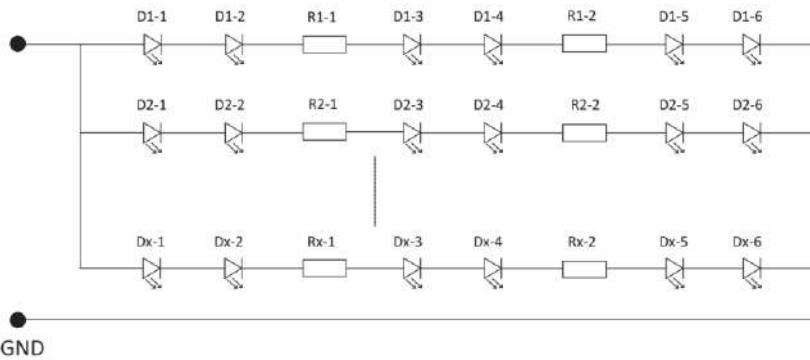 D1-1 D1-2 R1-1 D1-3 D1-4 R1-2 D1-5 D1-6
D2-1 D2-2 R2-1 D2-3 D2-4 R2-2 D2-5 D2-6
Dx-1 Dx-2 Rx-1 Dx-3 Dx-4 Rx-2 Dx-5 Dx-6
GND